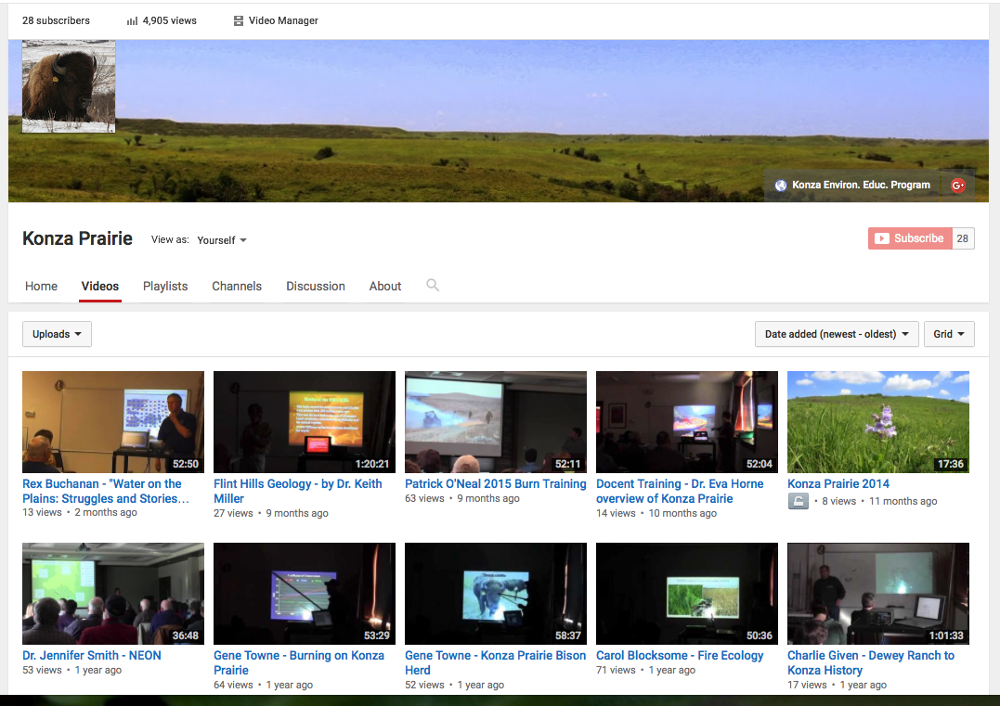 28 subscribers 4,905 views Video Manager
Konza Environ. Educ. Program G+
Konza Prairie View as: Yourself
Subscribe 28
Home Videos Playlists Channels Discussion About
Uploads Date added (newest - oldest) Grid
52:50
Rex Buchanan - "Water on the
Plains: Struggles and Stories...
13 views • 2 months ago
1:20:21
Flint Hills Geology - by Dr. Keith
Miller
27 views • 9 months ago
52:11
Patrick O'Neal 2015 Burn Training
63 views • 9 months ago
52:04
Docent Training - Dr. Eva Horne
overview of Konza Prairie
14 views • 10 months ago
17:36
Konza Prairie 2014
• 8 views • 11 months ago
36:48
Dr. Jennifer Smith - NEON
53 views • 1 year ago
53:29
Gene Towne - Burning on Konza
Prairie
64 views • 1 year ago
58:37
Gene Towne - Konza Prairie Bison
Herd
52 views • 1 year ago
50:36
Carol Blocksome - Fire Ecology
71 views • 1 year ago
1:01:33
Charlie Given - Dewey Ranch to
Konza History
17 views • 1 year ago